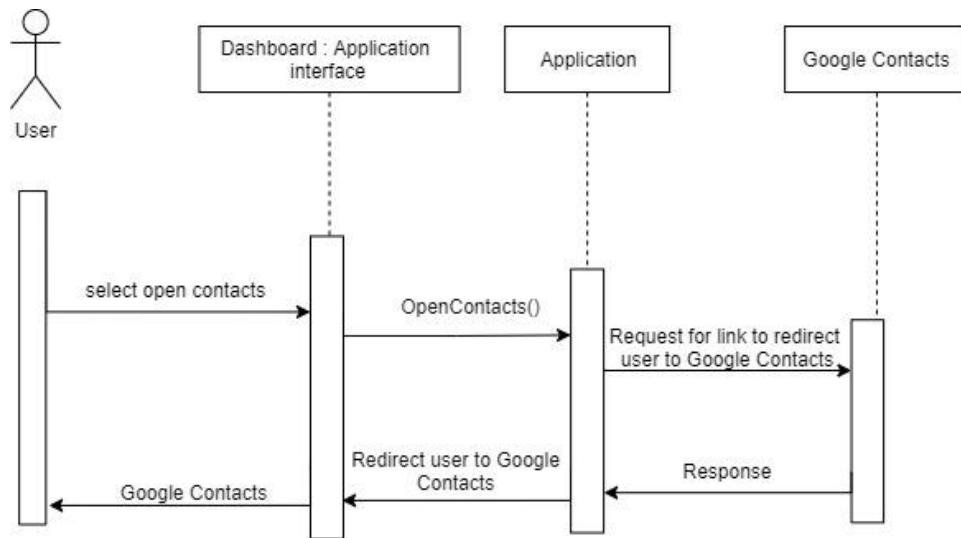 Dashboard : Application
interface
Application
Google Contacts
User
select open contacts
OpenContacts()
Request for link to redirect
user to Google Contacts
Redirect user to Google
Contacts
Response
Google Contacts